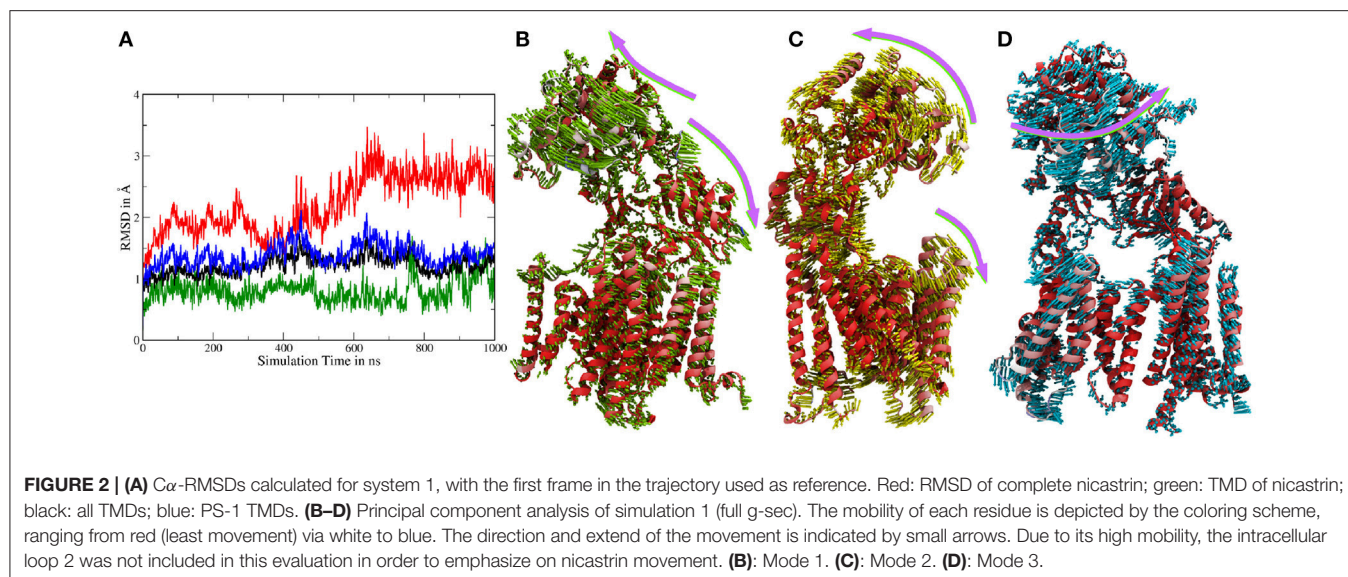 A
B
C
D
4
3
2
1
0
RMSD in Å
0
200
400
600
800
1000
Simulation Time in ns
FIGURE 2 | (A) Cα-RMSDs calculated for system 1, with the first frame in the trajectory used as reference. Red: RMSD of complete nicastrin; green: TMD of nicastrin;
black: all TMDs; blue: PS-1 TMDs. (B–D) Principal component analysis of simulation 1 (full g-sec). The mobility of each residue is depicted by the coloring scheme,
ranging from red (least movement) via white to blue. The direction and extend of the movement is indicated by small arrows. Due to its high mobility, the intracellular
loop 2 was not included in this evaluation in order to emphasize on nicastrin movement. (B): Mode 1. (C): Mode 2. (D): Mode 3.